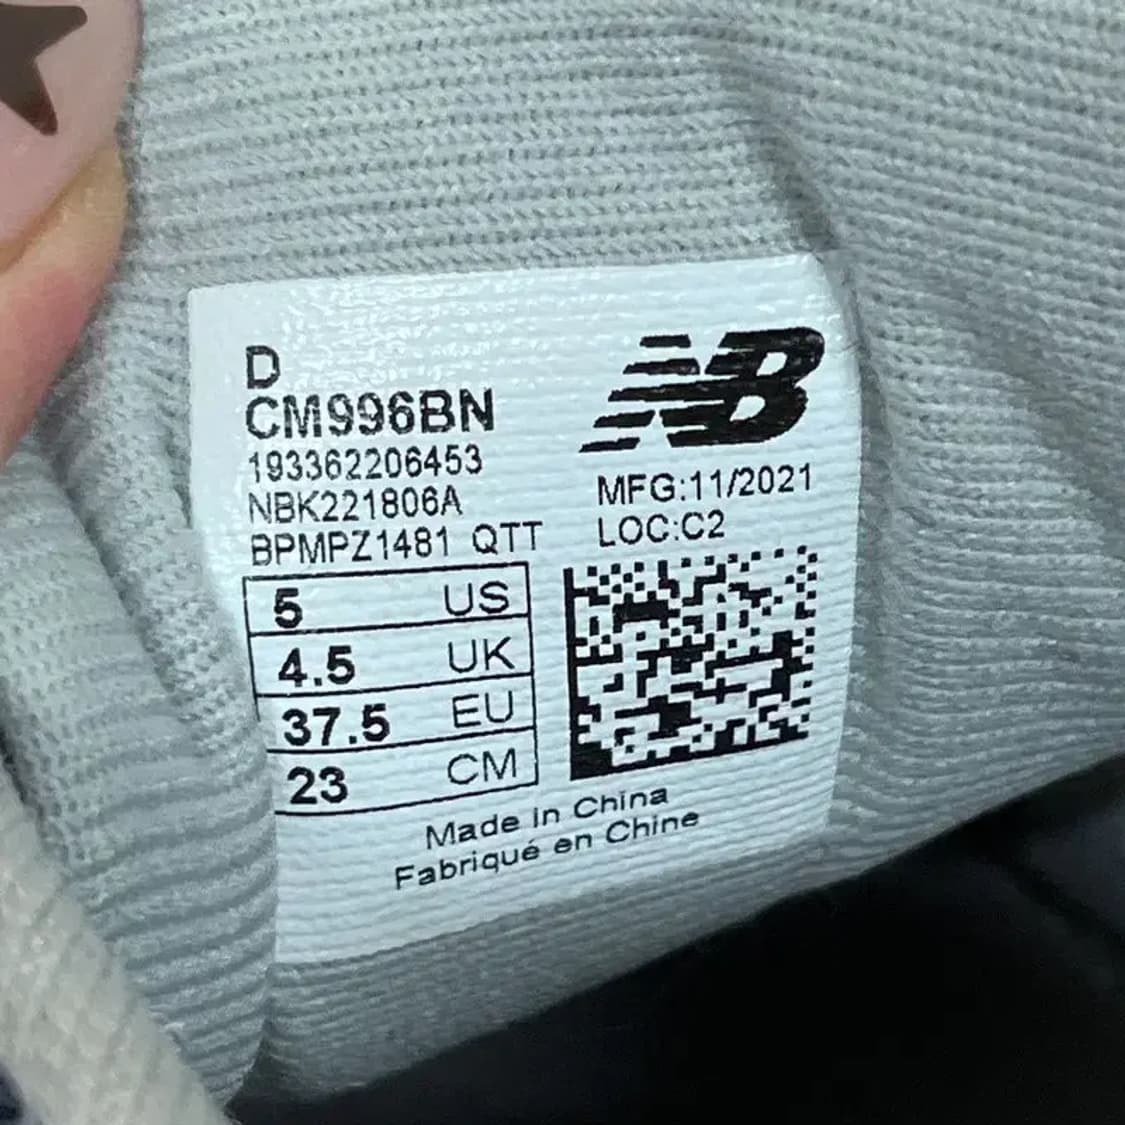 D
CM996BN
193362206453
NBK221806A
BPMPZ1481 QTT
NB
MFG:11/2021
LOC:C2
5 US
4.5 UK
37.5 EU
23 CM
Made in China
Fabriqué en Chine